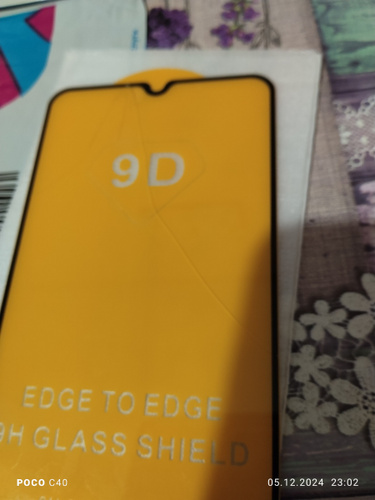 9D
EDGE TO EDGE
9H GLASS SHIELD
POCO C40
05.12.2024 23:02